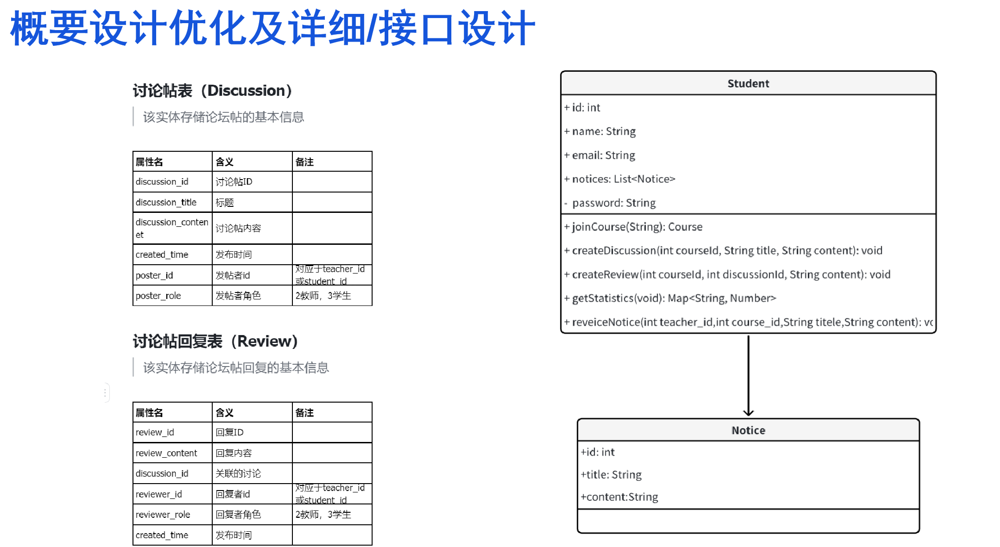 概要设计优化及详细/接口设计
讨论帖表（Discussion）
该实体存储论坛帖的基本信息
属性名 含义 备注
discussion_id 讨论帖ID
discussion_title 标题
discussion_conten
et 讨论帖内容
created_time 发布时间
poster_id 发帖者id 对应于teacher_id
或student_id
poster_role 发帖者角色 2教师，3学生
讨论帖回复表（Review）
该实体存储论坛帖回复的基本信息
属性名 含义 备注
review_id 回复ID
review_content 回复内容
discussion_id 关联的讨论
reviewer_id 回复者id 对应于teacher_id
或student_id
reviewer_role 回复者角色 2教师，3学生
created_time 发布时间
Student
+ id: int
+ name: String
+ email: String
+ notices: List<Notice>
- password: String
+ joinCourse(String): Course
+ createDiscussion(int courseId, String title, String content): void
+ createReview(int courseId, int discussionId, String content): void
+ getStatistics(void): Map<String, Number>
+ reveiceNotice(int teacher_id,int course_id,String titele,String content):
Notice
+id: int
+title: String
+content:String